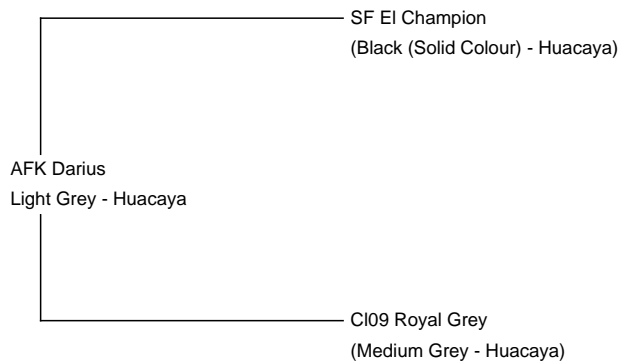 SF El Champion
(Black (Solid Colour) - Huacaya)
AFK Darius
Light Grey - Huacaya
Cl09 Royal Grey
(Medium Grey - Huacaya)